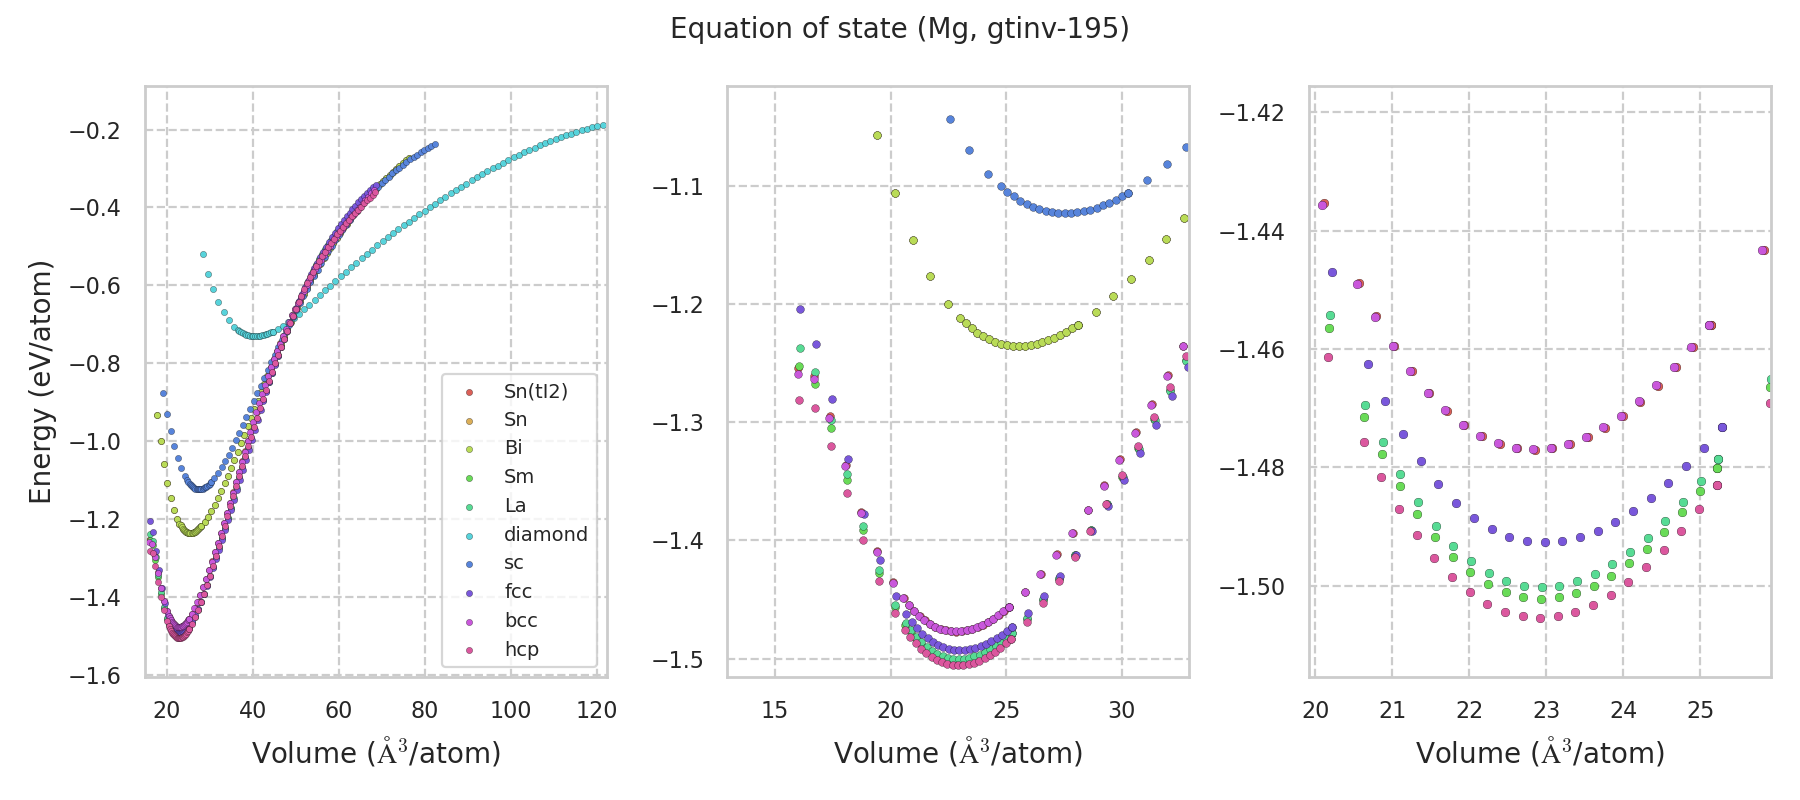 Equation of state (Mg, gtinv-195)
Energy (eV/atom)
−0.2
−0.4
−0.6
−0.8
−1.0
−1.2
−1.4
−1.6
20 40 60 80 100 120
Volume (Å³/atom)
Sn(tI2)
Sn
Bi
Sm
La
diamond
sc
fcc
bcc
hcp
−1.1
−1.2
−1.3
−1.4
−1.5
15 20 25 30
Volume (Å³/atom)
−1.42
−1.44
−1.46
−1.48
−1.50
20 21 22 23 24 25
Volume (Å³/atom)